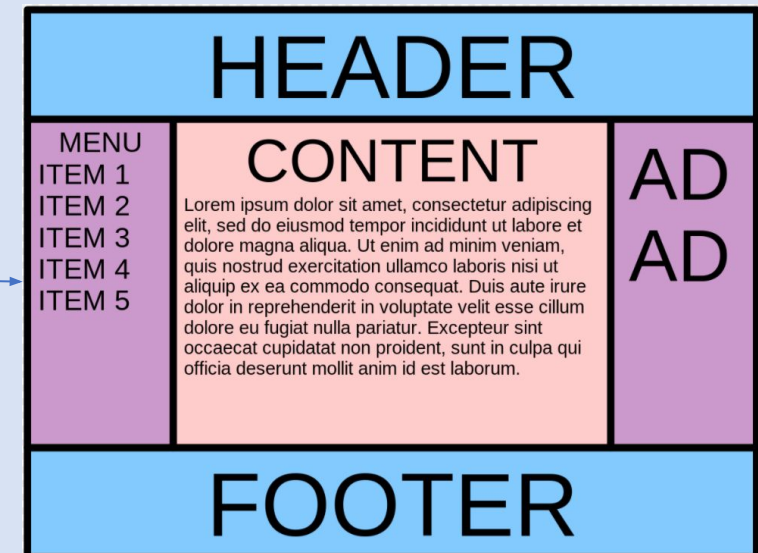 HEADER
MENU
ITEM 1
ITEM 2
ITEM 3
ITEM 4
ITEM 5
CONTENT
Lorem ipsum dolor sit amet, consectetur adipiscing
elit, sed do eiusmod tempor incididunt ut labore et
dolore magna aliqua. Ut enim ad minim veniam,
quis nostrud exercitation ullamco laboris nisi ut
aliquip ex ea commodo consequat. Duis aute irure
dolor in reprehenderit in voluptate velit esse cillum
dolore eu fugiat nulla pariatur. Excepteur sint
occaecat cupidatat non proident, sunt in culpa qui
officia deserunt mollit anim id est laborum.
AD
AD
FOOTER